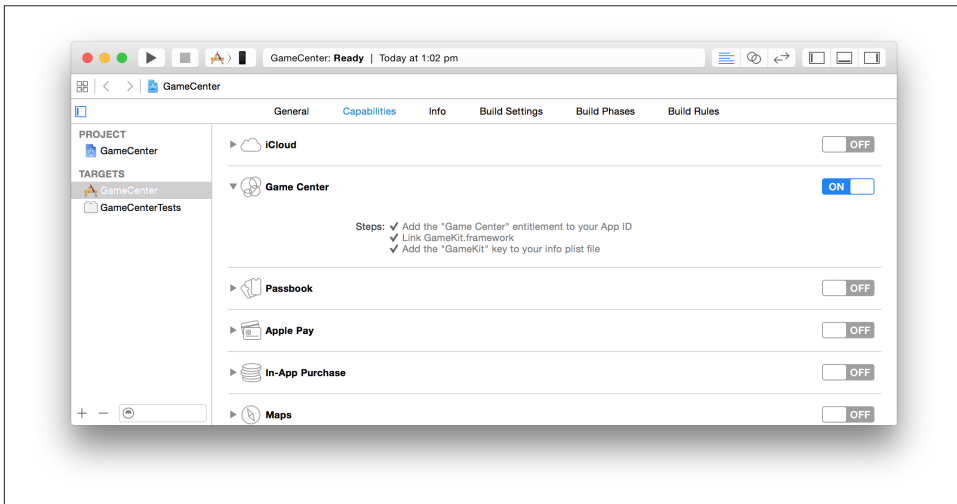 GameCenter: Ready | Today at 1:02 pm
GameCenter
General Capabilities Info Build Settings Build Phases Build Rules
PROJECT
GameCenter
TARGETS
GameCenter
GameCenterTests
iCloud OFF
Game Center ON
Steps: ✔ Add the "Game Center" entitlement to your App ID
✔ Link GameKit.framework
✔ Add the "GameKit" key to your info plist file
Passbook OFF
Apple Pay OFF
In-App Purchase OFF
Maps OFF